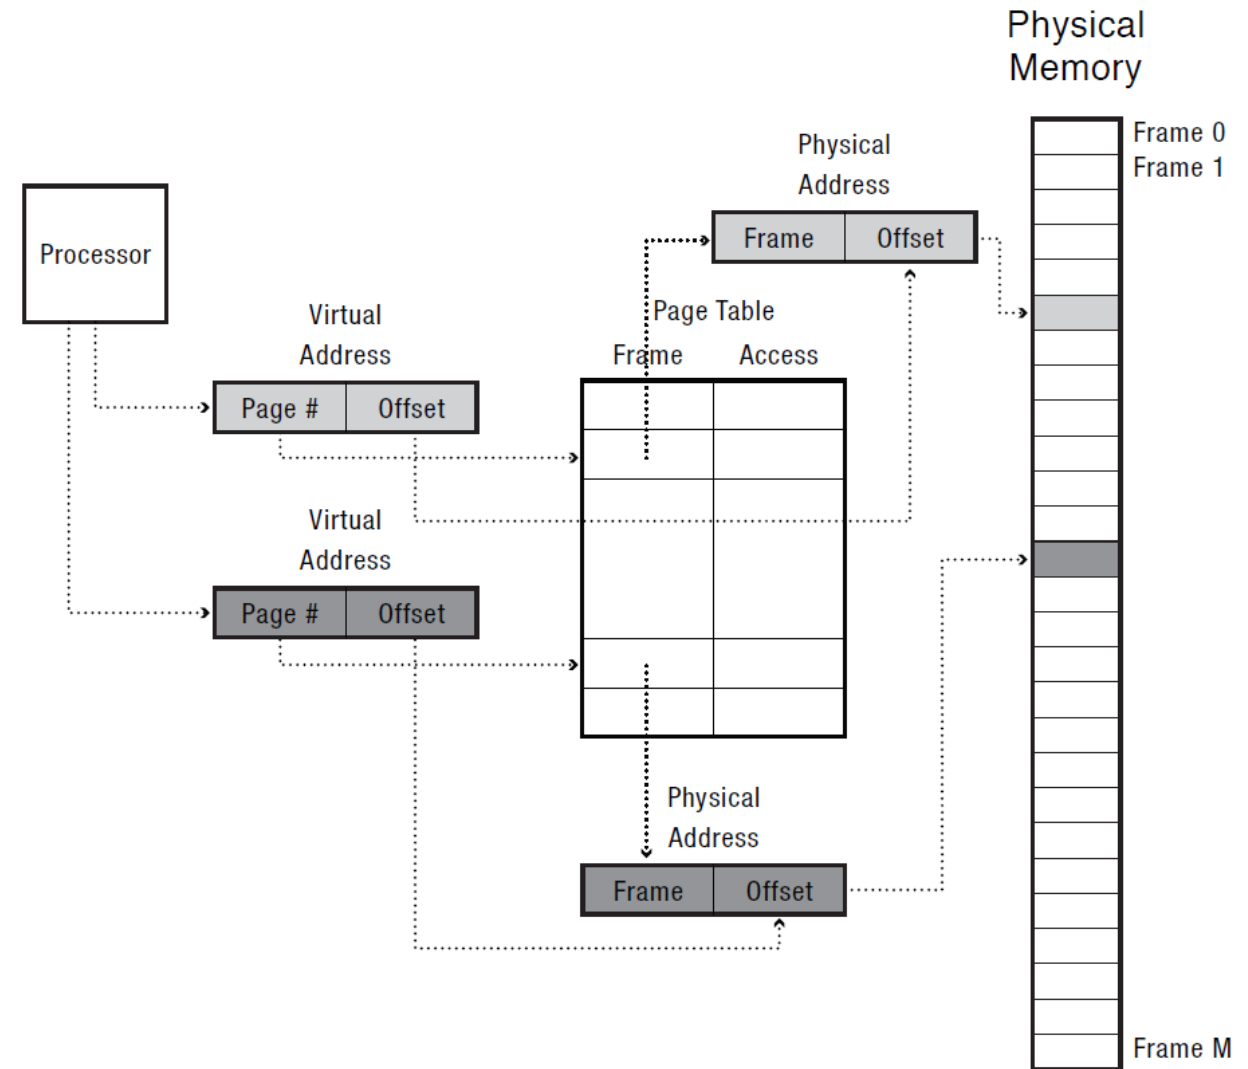 Physical
Memory
Frame 0
Frame 1
Physical
Address
Frame Offset
Processor
Virtual
Address
Page Table
Frame Access
Page # Offset
Virtual
Address
Page # Offset
Physical
Address
Frame Offset
Frame M